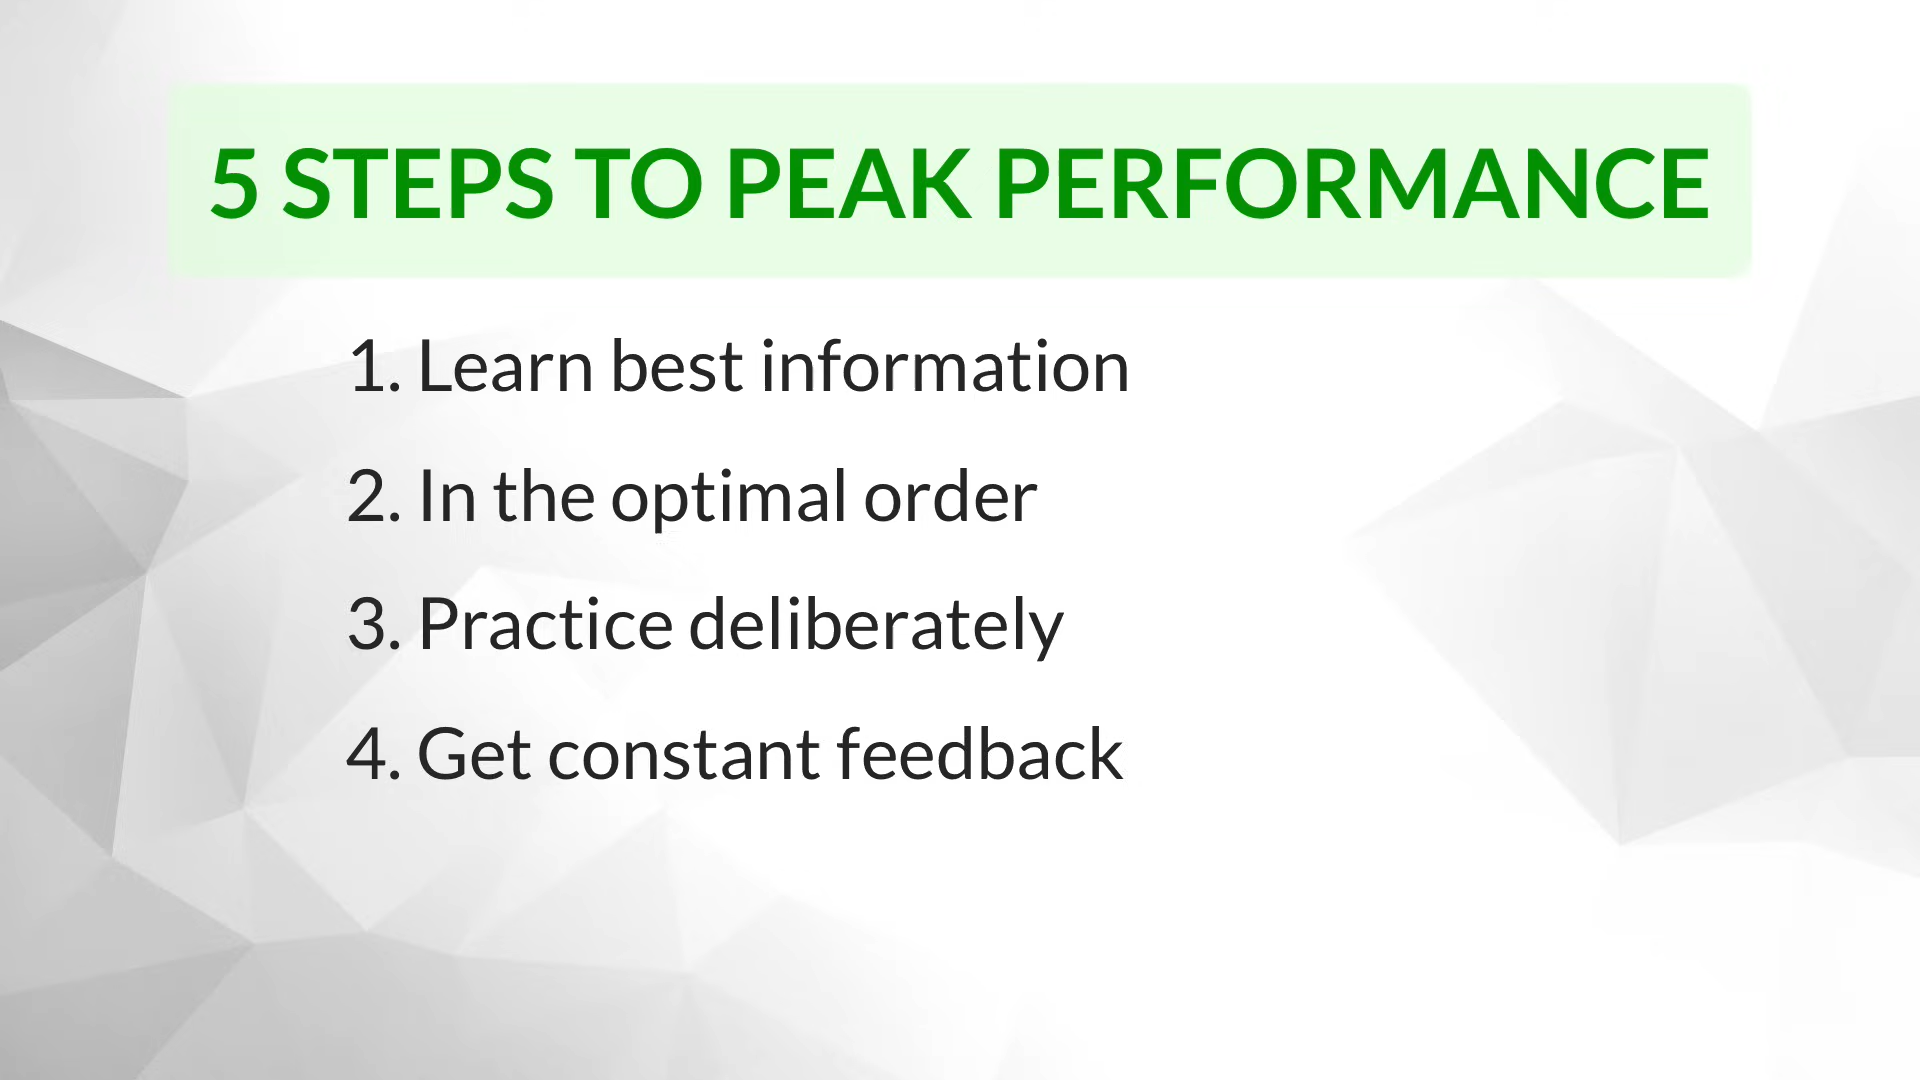 5 STEPS TO PEAK PERFORMANCE
1. Learn best information
2. In the optimal order
3. Practice deliberately
4. Get constant feedback